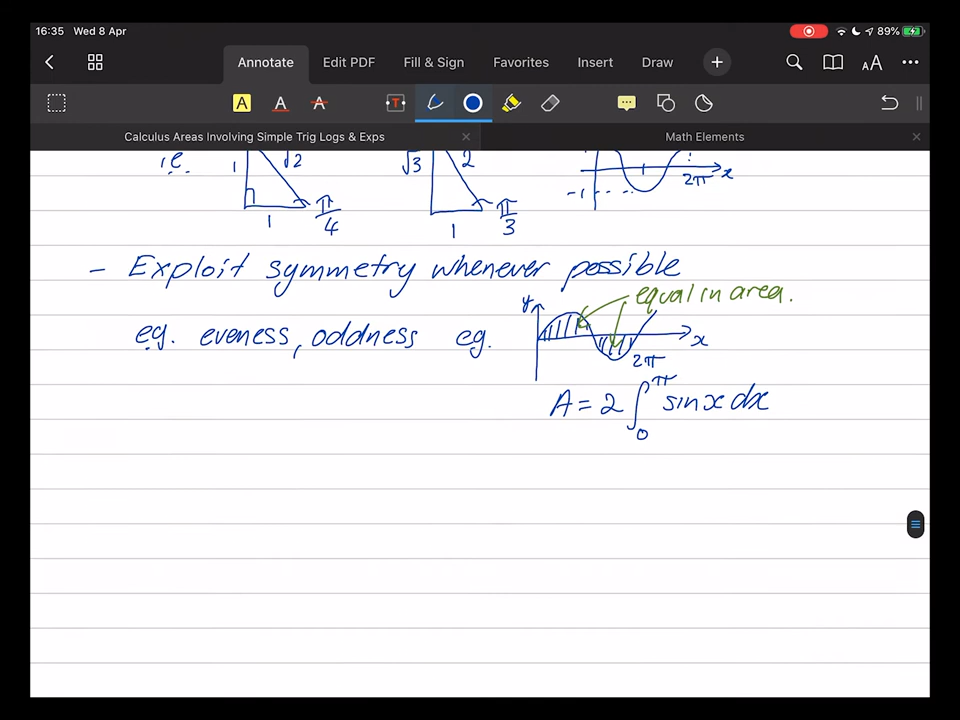 16:35 Wed 8 Apr 89%
Annotate Edit PDF Fill & Sign Favorites Insert Draw
Calculus Areas Involving Simple Trig Logs & Exps Math Elements
i.e 1 √2 1 π/4 √3 2 1 π/3 -1 2π x
- Exploit symmetry whenever possible
equal in area.
eg. eveness, oddness eg. y x
2π
A = 2 ∫₀^π sinx dx